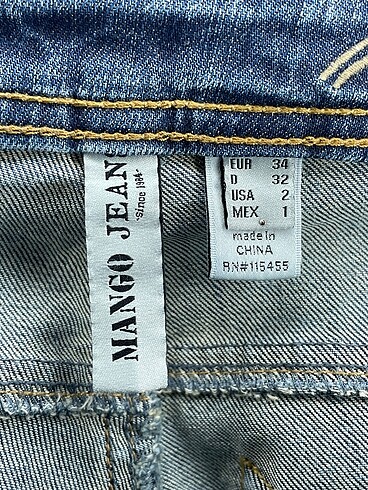 MANGO JEAN
Since 1984
EUR 34
D 32
USA 2
MEX 1
made in
CHINA
RN#115455